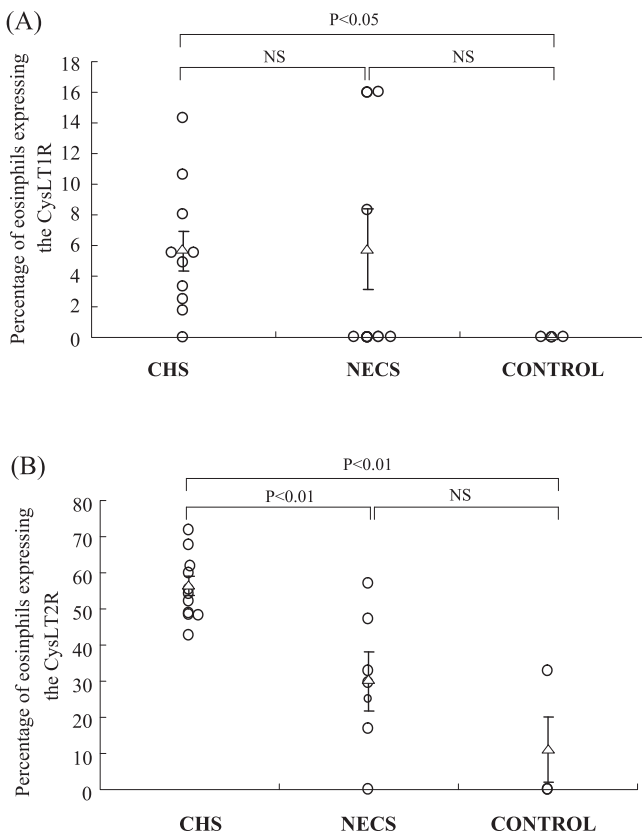 (A)
P<0.05
NS NS
Percentage of eosinphils expressing
the CysLT1R
18
16
14
12
10
8
6
4
2
0
CHS NECS CONTROL
(B)
P<0.01
P<0.01 NS
Percentage of eosinphils expressing
the CysLT2R
80
70
60
50
40
30
20
10
0
CHS NECS CONTROL